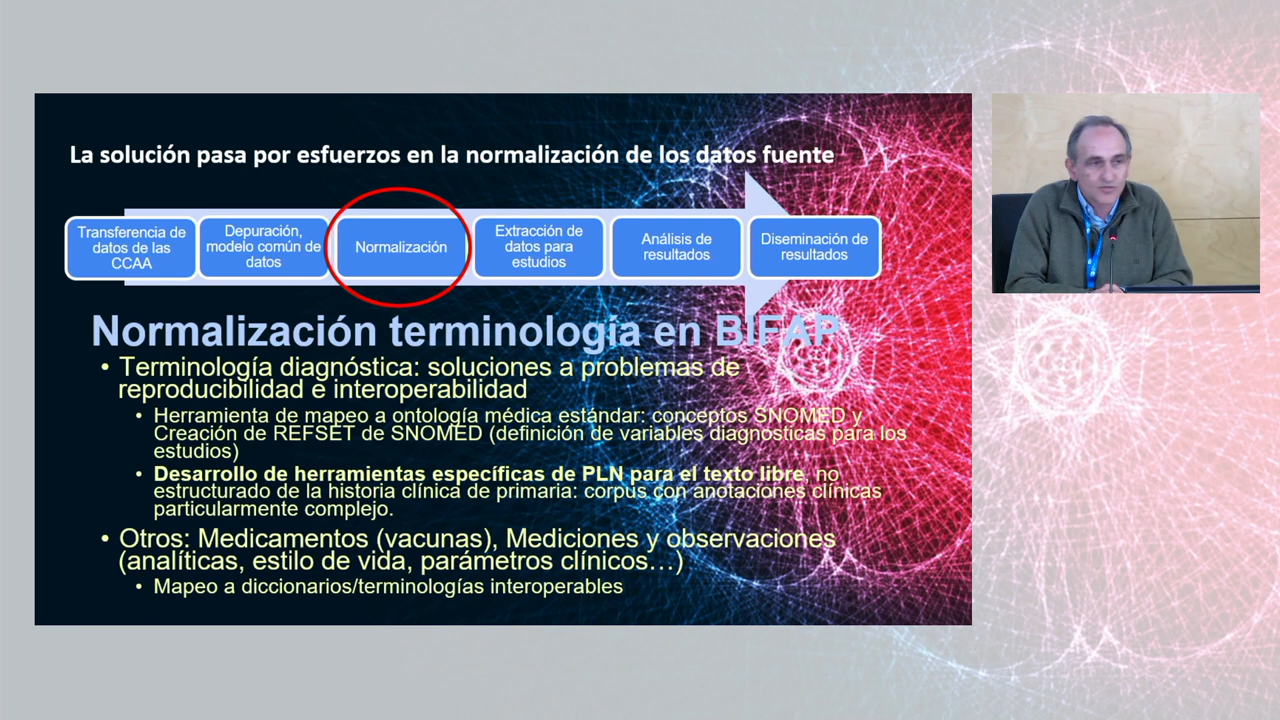 La solución pasa por esfuerzos en la normalización de los datos fuente
Transferencia de
datos de las
CCAA
Depuración,
modelo común de
datos
Normalización
Extracción de
datos para
estudios
Análisis de
resultados
Diseminación de
resultados
Normalización terminología en BIFAP
• Terminología diagnóstica: soluciones a problemas de
reproducibilidad e interoperabilidad
• Herramienta de mapeo a ontología médica estándar: conceptos SNOMED y
Creación de REFSET de SNOMED (definición de variables diagnosticas para los
estudios)
• Desarrollo de herramientas específicas de PLN para el texto libre, no
estructurado de la historia clínica de primaria: corpus con anotaciones clínicas
particularmente complejo.
• Otros: Medicamentos (vacunas), Mediciones y observaciones
(analíticas, estilo de vida, parámetros clínicos…)
• Mapeo a diccionarios/terminologías interoperables